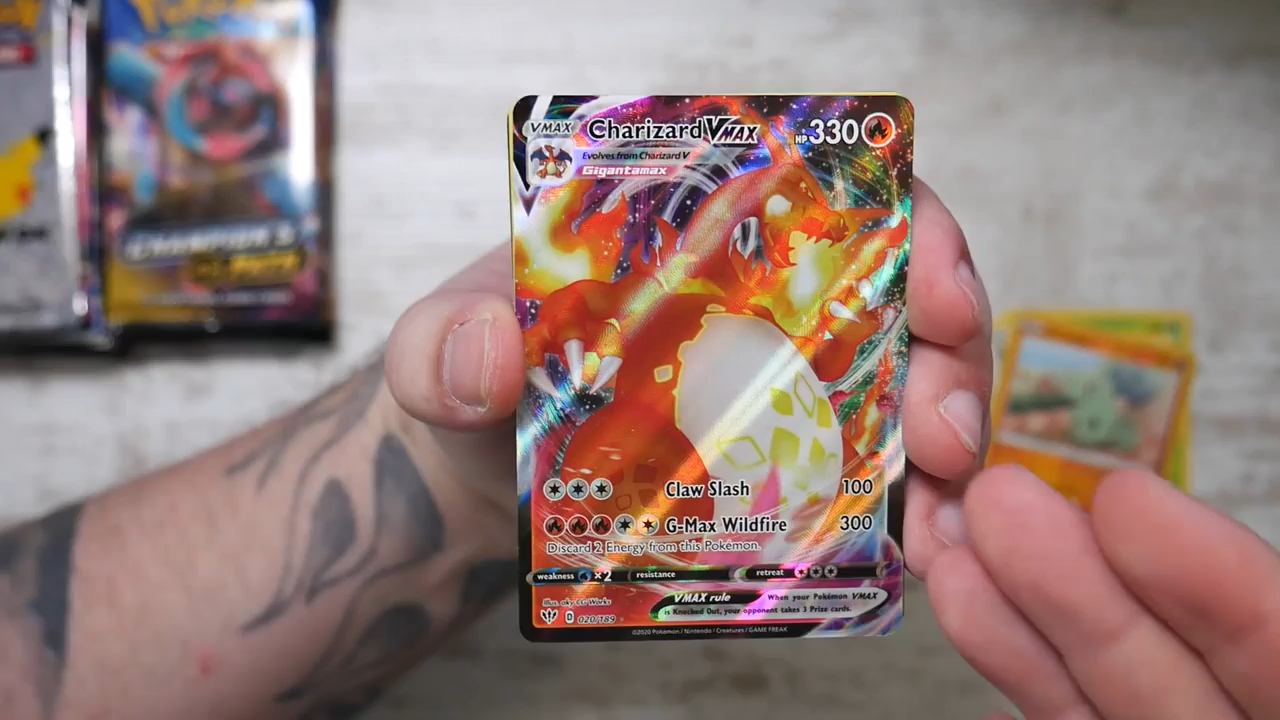 CHAMPION'S
PATH
VMAX Charizard VMAX HP 330
Evolves from Charizard V
Gigantamax
Claw Slash 100
G-Max Wildfire 300
Discard 2 Energy from this Pokémon.
weakness ×2 resistance retreat
VMAX rule When your Pokémon VMAX
is Knocked Out, your opponent takes 3 Prize cards.
Illus. aky CG Works
D 020/189
©2020 Pokémon / Nintendo / Creatures / GAME FREAK